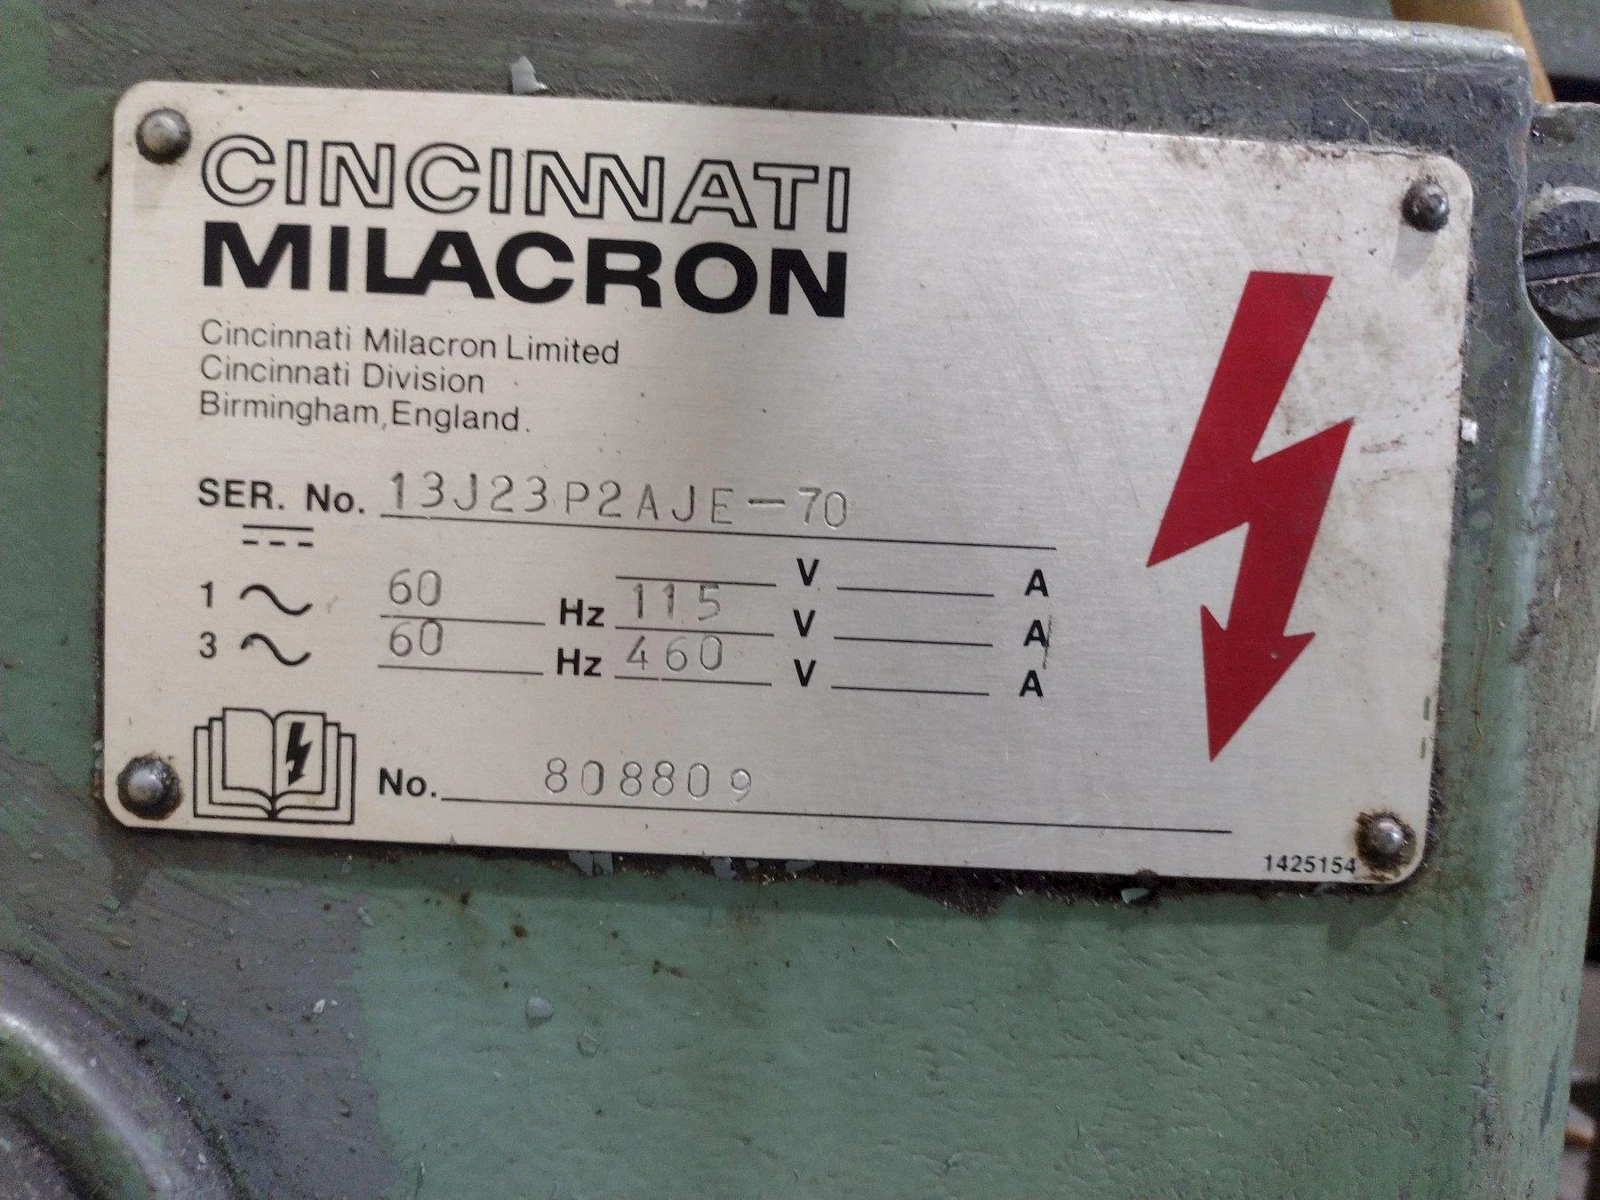 CINCINNATI
MILACRON
Cincinnati Milacron Limited
Cincinnati Division
Birmingham, England.
SER. No. 13J23P2AJE-70
V A
1 60 Hz 115 V A
3 60 Hz 460 V A
No. 808809
1425154